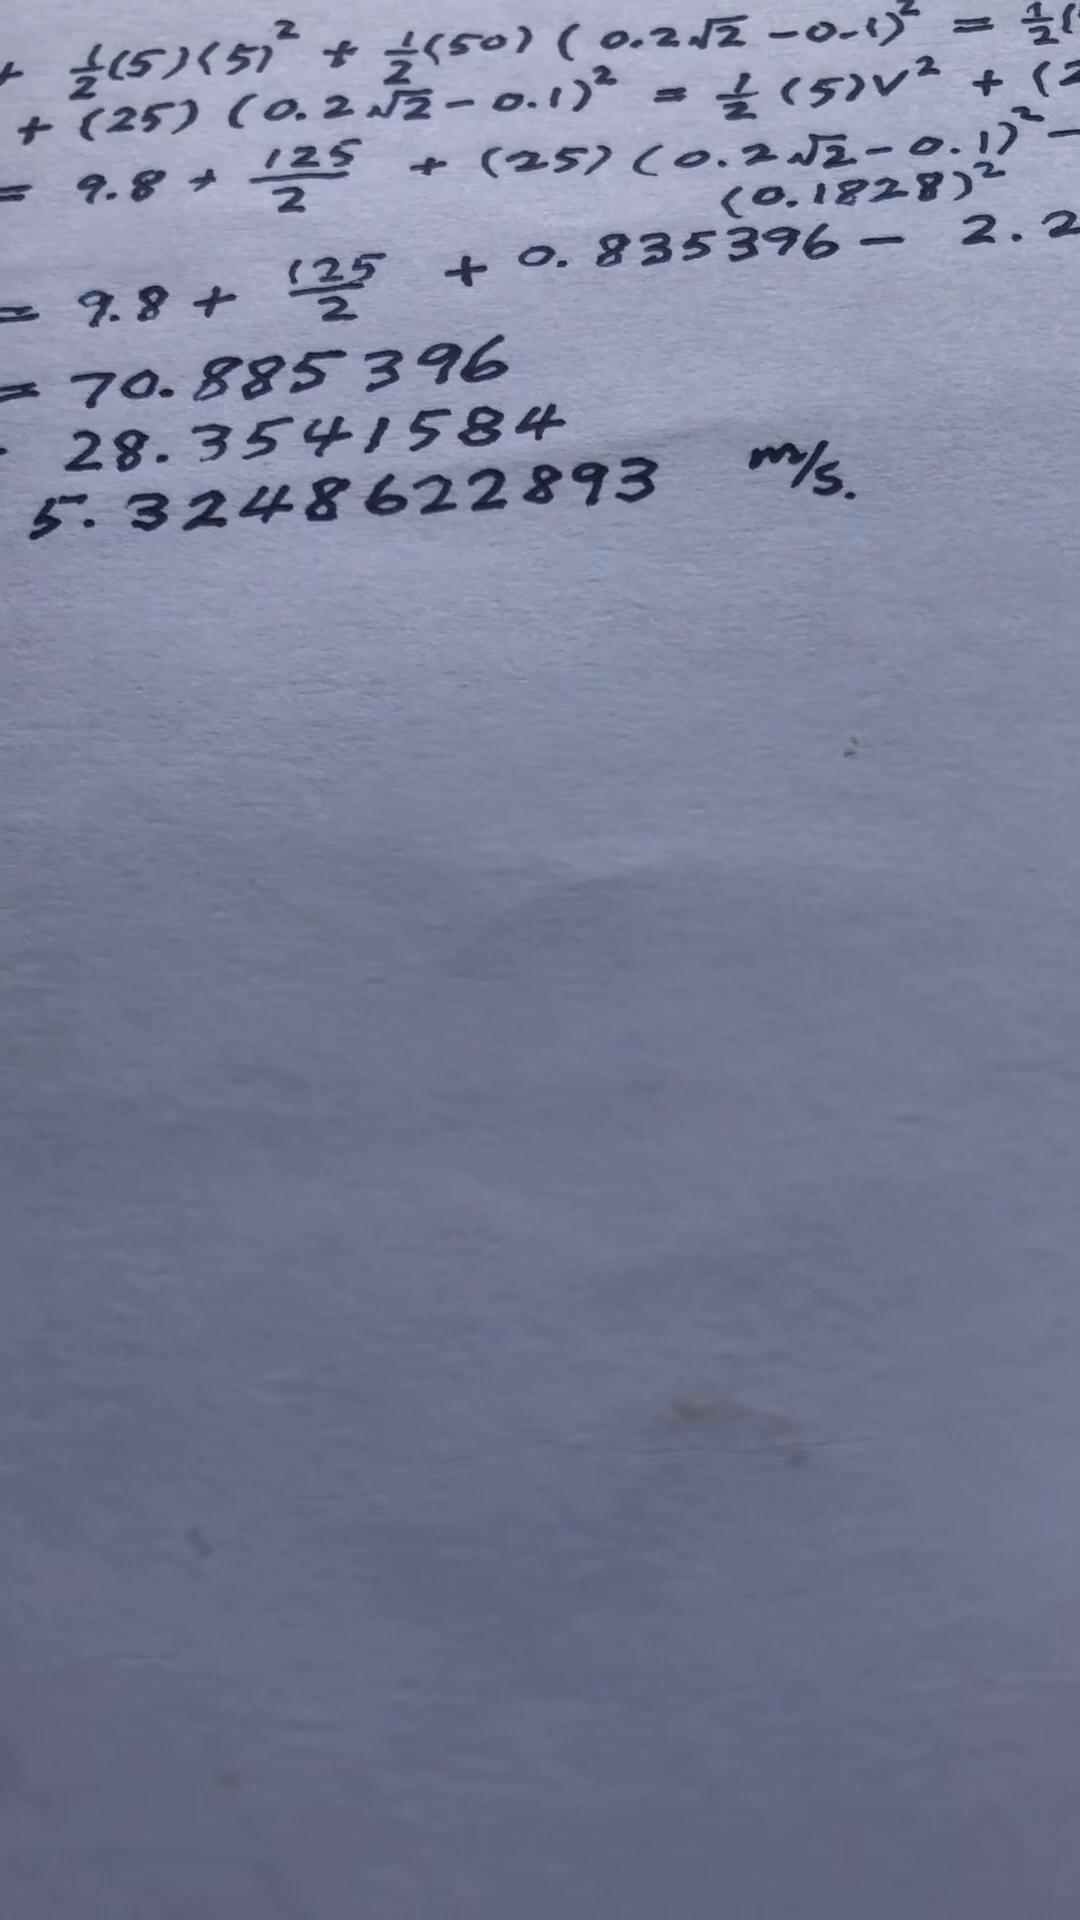 + ½(5)(5)² + ½(50)(0.2√2 -0.1)² = ½(
+ (25)(0.2√2 - 0.1)² = ½(5)v² + (2
= 9.8 + 125/2 + (25)(0.2√2 - 0.1)² -
(0.1828)²
= 9.8 + 125/2 + 0.835396 - 2.2
= 70.885396
28.3541584
5.3248622893 m/s.